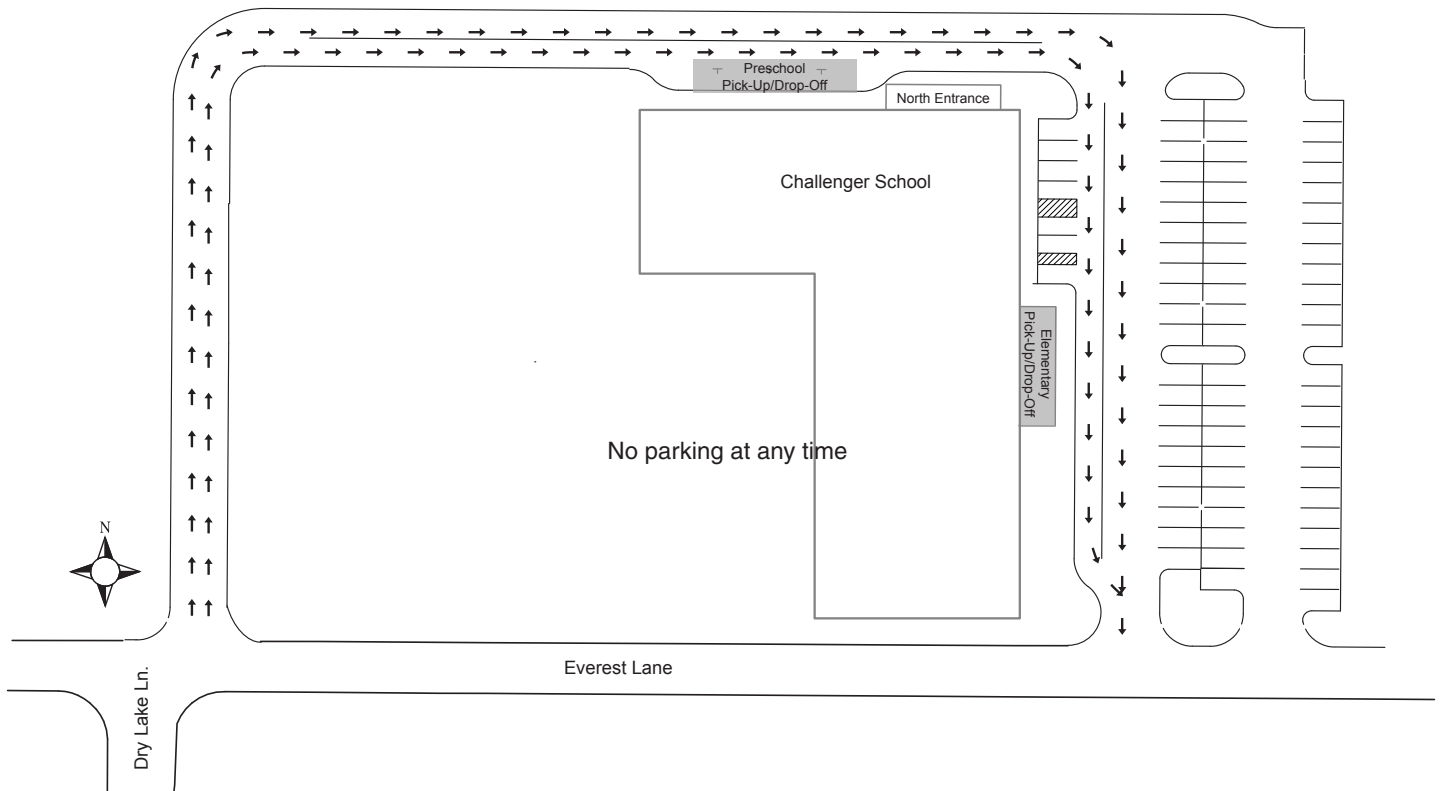 Preschool
Pick-Up/Drop-Off
North Entrance
Challenger School
Elementary
Pick-Up/Drop-Off
No parking at any time
N
Everest Lane
Dry Lake Ln.